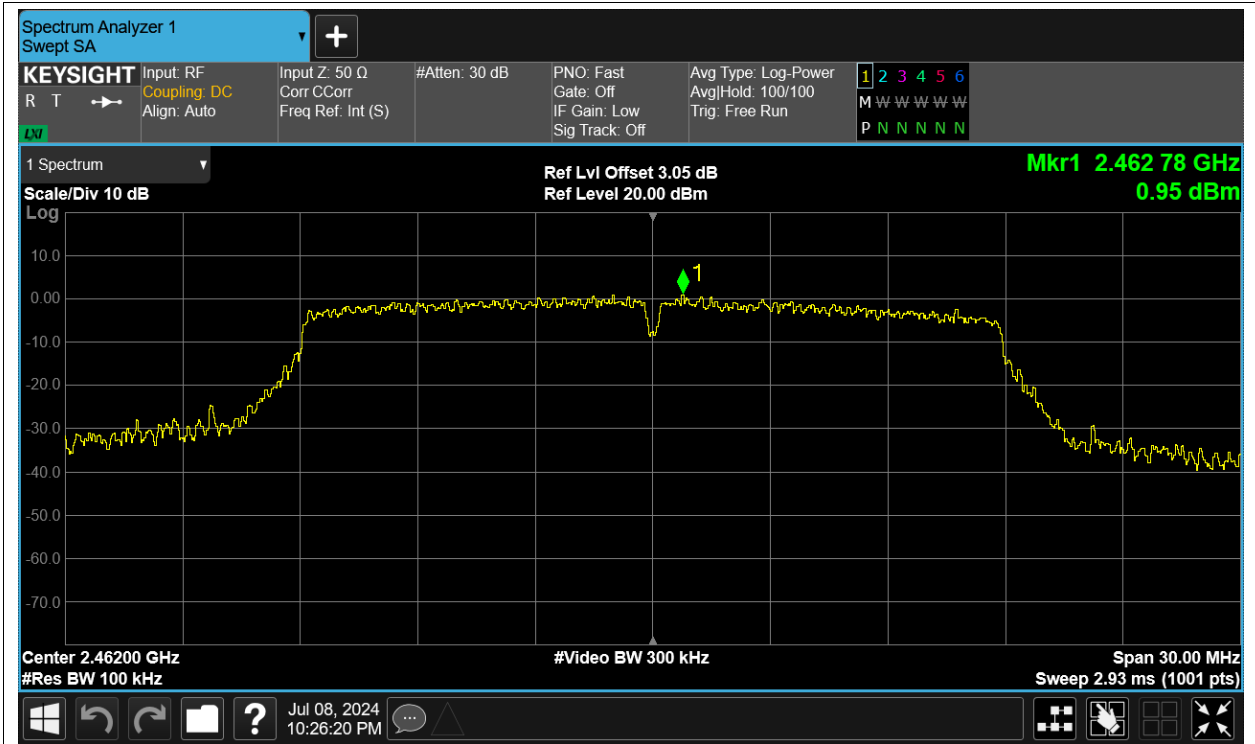 Spectrum Analyzer 1
Swept SA
KEYSIGHT
R T
LXI
Input: RF
Coupling: DC
Align: Auto
Input Z: 50 Ω
Corr CCorr
Freq Ref: Int (S)
#Atten: 30 dB
PNO: Fast
Gate: Off
IF Gain: Low
Sig Track: Off
Avg Type: Log-Power
Avg|Hold: 100/100
Trig: Free Run
1 2 3 4 5 6
M W W W W W
P N N N N N
1 Spectrum
Scale/Div 10 dB
Log
Ref Lvl Offset 3.05 dB
Ref Level 20.00 dBm
Mkr1 2.462 78 GHz
0.95 dBm
1
10.0
0.00
-10.0
-20.0
-30.0
-40.0
-50.0
-60.0
-70.0
Center 2.46200 GHz
#Res BW 100 kHz
#Video BW 300 kHz
Span 30.00 MHz
Sweep 2.93 ms (1001 pts)
?
Jul 08, 2024
10:26:20 PM